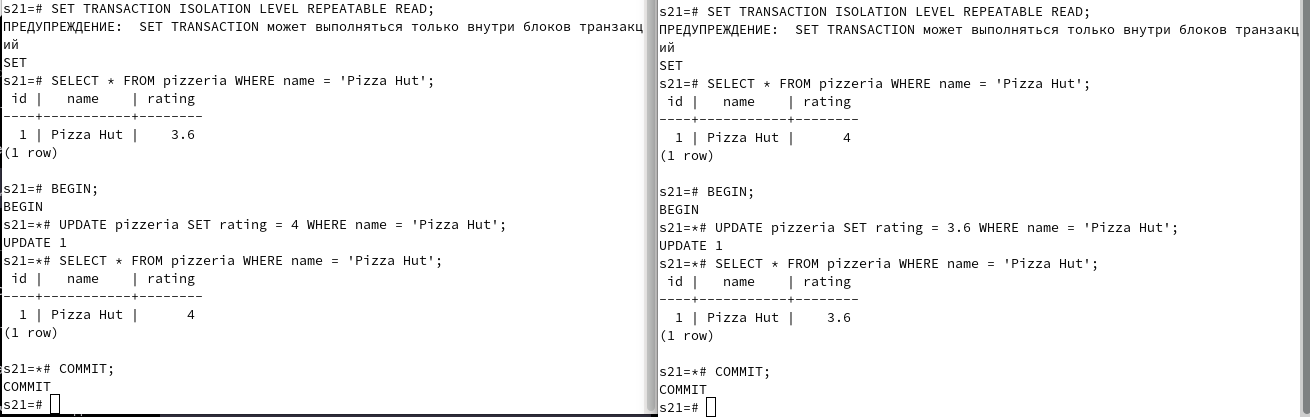 s21=# SET TRANSACTION ISOLATION LEVEL REPEATABLE READ;
ПРЕДУПРЕЖДЕНИЕ:  SET TRANSACTION может выполняться только внутри блоков транзакц
ий
SET
s21=# SELECT * FROM pizzeria WHERE name = 'Pizza Hut';
 id |   name    | rating
----+-----------+--------
  1 | Pizza Hut |    3.6
(1 row)

s21=# BEGIN;
BEGIN
s21=*# UPDATE pizzeria SET rating = 4 WHERE name = 'Pizza Hut';
UPDATE 1
s21=*# SELECT * FROM pizzeria WHERE name = 'Pizza Hut';
 id |   name    | rating
----+-----------+--------
  1 | Pizza Hut |      4
(1 row)

s21=*# COMMIT;
COMMIT
s21=#
s21=# SET TRANSACTION ISOLATION LEVEL REPEATABLE READ;
ПРЕДУПРЕЖДЕНИЕ:  SET TRANSACTION может выполняться только внутри блоков транзакц
ий
SET
s21=# SELECT * FROM pizzeria WHERE name = 'Pizza Hut';
 id |   name    | rating
----+-----------+--------
  1 | Pizza Hut |      4
(1 row)

s21=# BEGIN;
BEGIN
s21=*# UPDATE pizzeria SET rating = 3.6 WHERE name = 'Pizza Hut';
UPDATE 1
s21=*# SELECT * FROM pizzeria WHERE name = 'Pizza Hut';
 id |   name    | rating
----+-----------+--------
  1 | Pizza Hut |    3.6
(1 row)

s21=*# COMMIT;
COMMIT
s21=#